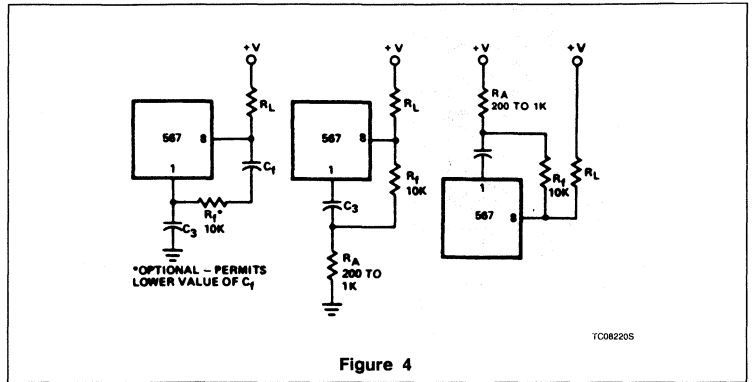 +V
RL
567
8
1
Cf
Rf*
10K
C3
*OPTIONAL – PERMITS
LOWER VALUE OF Cf
+V
RL
567
8
1
Rf
10K
C3
RA
200 TO
1K
+V
RA
200 TO 1K
+V
Rf
10K
RL
1
567
8
TC08220S
Figure 4